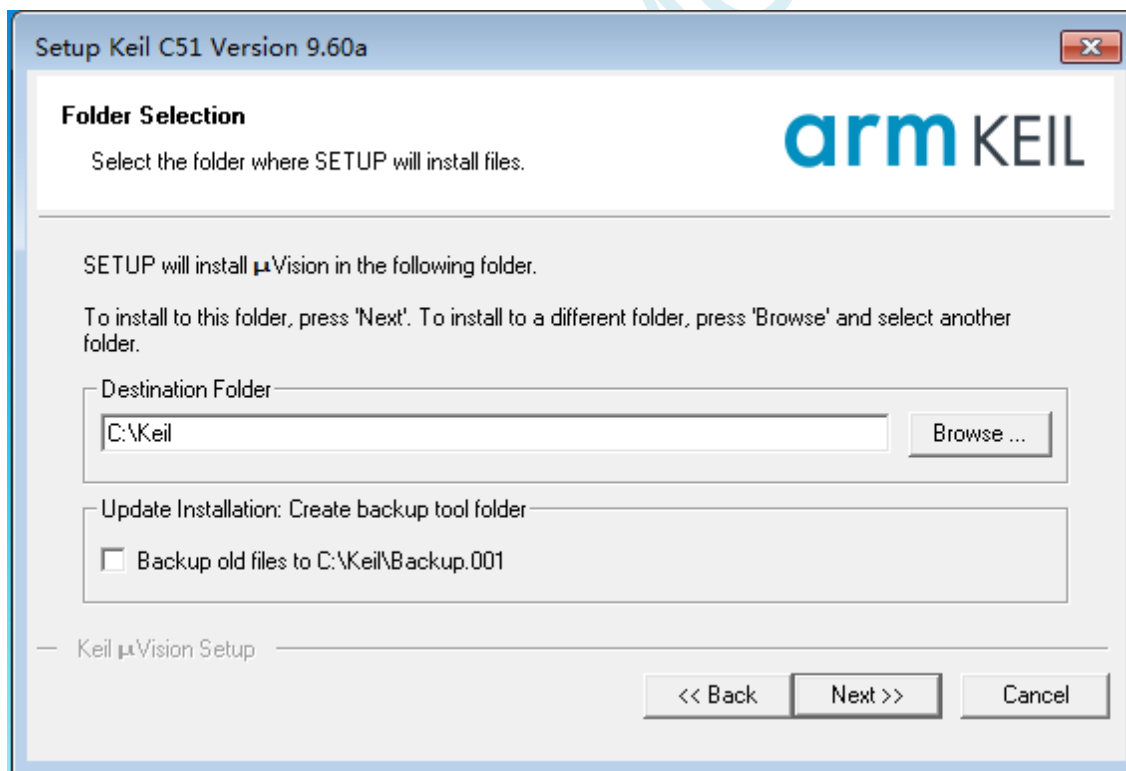 Setup Keil C51 Version 9.60a
Folder Selection
Select the folder where SETUP will install files.
arm KEIL
SETUP will install µVision in the following folder.
To install to this folder, press 'Next'. To install to a different folder, press 'Browse' and select another
folder.
Destination Folder
C:\Keil
Browse ...
Update Installation: Create backup tool folder
Backup old files to C:\Keil\Backup.001
Keil µVision Setup
<< Back
Next >>
Cancel